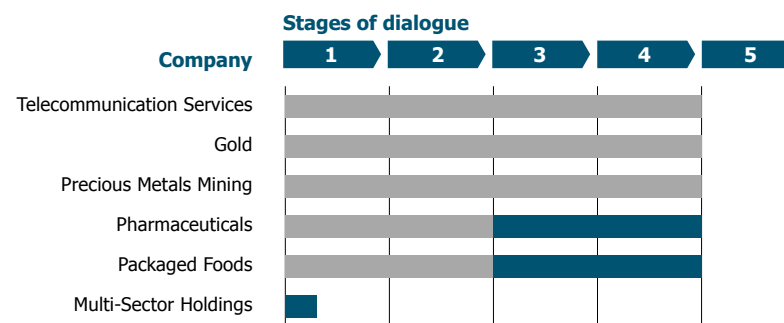 Stages of dialogue
Company 1 2 3 4 5
Telecommunication Services
Gold
Precious Metals Mining
Pharmaceuticals
Packaged Foods
Multi-Sector Holdings